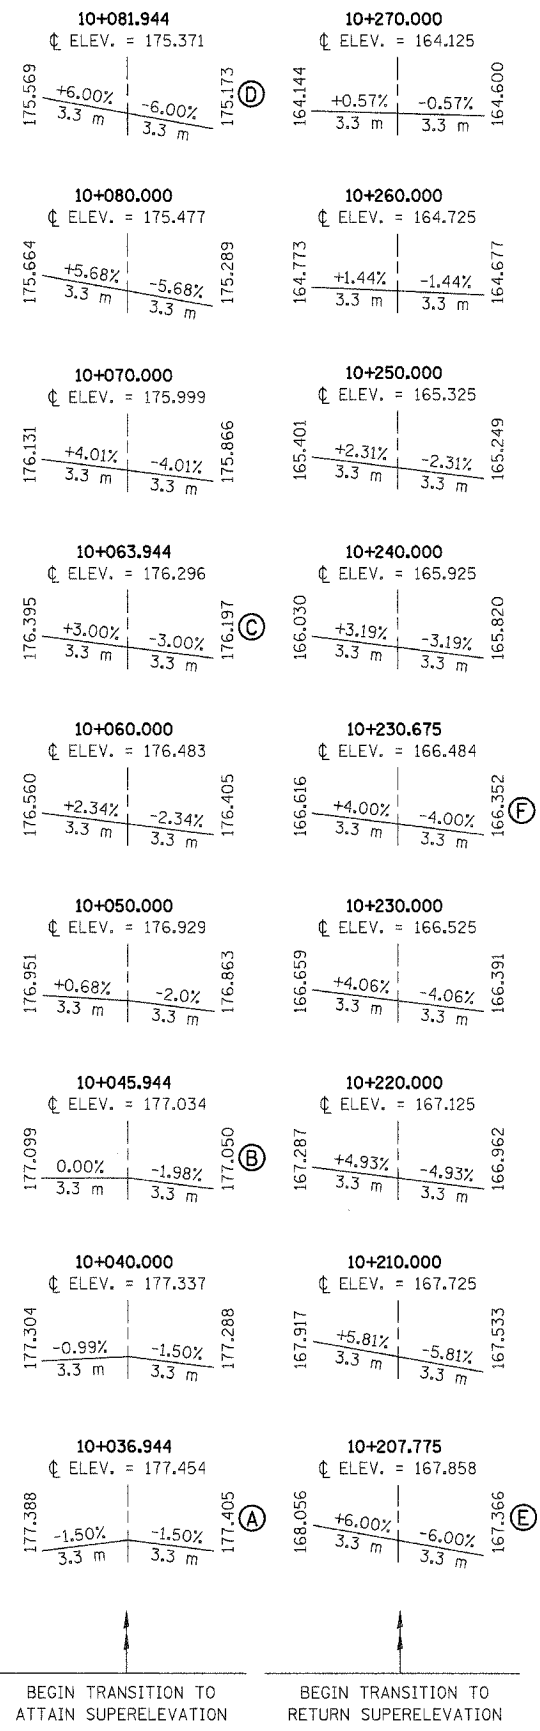 10+081.944
℄ ELEV. = 175.371
175.569
+6.00%
-6.00%
175.173
D
3.3 m
3.3 m
10+080.000
℄ ELEV. = 175.477
175.664
+5.68%
-5.68%
175.289
3.3 m
3.3 m
10+070.000
℄ ELEV. = 175.999
176.131
+4.01%
-4.01%
175.866
3.3 m
3.3 m
10+063.944
℄ ELEV. = 176.296
176.395
+3.00%
-3.00%
176.197
C
3.3 m
3.3 m
10+060.000
℄ ELEV. = 176.483
176.560
+2.34%
-2.34%
176.405
3.3 m
3.3 m
10+050.000
℄ ELEV. = 176.929
176.951
+0.68%
-2.0%
176.863
3.3 m
3.3 m
10+045.944
℄ ELEV. = 177.034
177.099
0.00%
-1.98%
177.050
B
3.3 m
3.3 m
10+040.000
℄ ELEV. = 177.337
177.304
-0.99%
-1.50%
177.288
3.3 m
3.3 m
10+036.944
℄ ELEV. = 177.454
177.388
-1.50%
-1.50%
177.405
A
3.3 m
3.3 m
BEGIN TRANSITION TO
ATTAIN SUPERELEVATION
10+270.000
℄ ELEV. = 164.125
164.144
+0.57%
-0.57%
164.600
3.3 m
3.3 m
10+260.000
℄ ELEV. = 164.725
164.773
+1.44%
-1.44%
164.677
3.3 m
3.3 m
10+250.000
℄ ELEV. = 165.325
165.401
+2.31%
-2.31%
165.249
3.3 m
3.3 m
10+240.000
℄ ELEV. = 165.925
166.030
+3.19%
-3.19%
165.820
3.3 m
3.3 m
10+230.675
℄ ELEV. = 166.484
166.616
+4.00%
-4.00%
166.352
F
3.3 m
3.3 m
10+230.000
℄ ELEV. = 166.525
166.659
+4.06%
-4.06%
166.391
3.3 m
3.3 m
10+220.000
℄ ELEV. = 167.125
167.287
+4.93%
-4.93%
166.962
3.3 m
3.3 m
10+210.000
℄ ELEV. = 167.725
167.917
+5.81%
-5.81%
167.533
3.3 m
3.3 m
10+207.775
℄ ELEV. = 167.858
168.056
+6.00%
-6.00%
167.366
E
3.3 m
3.3 m
BEGIN TRANSITION TO
RETURN SUPERELEVATION